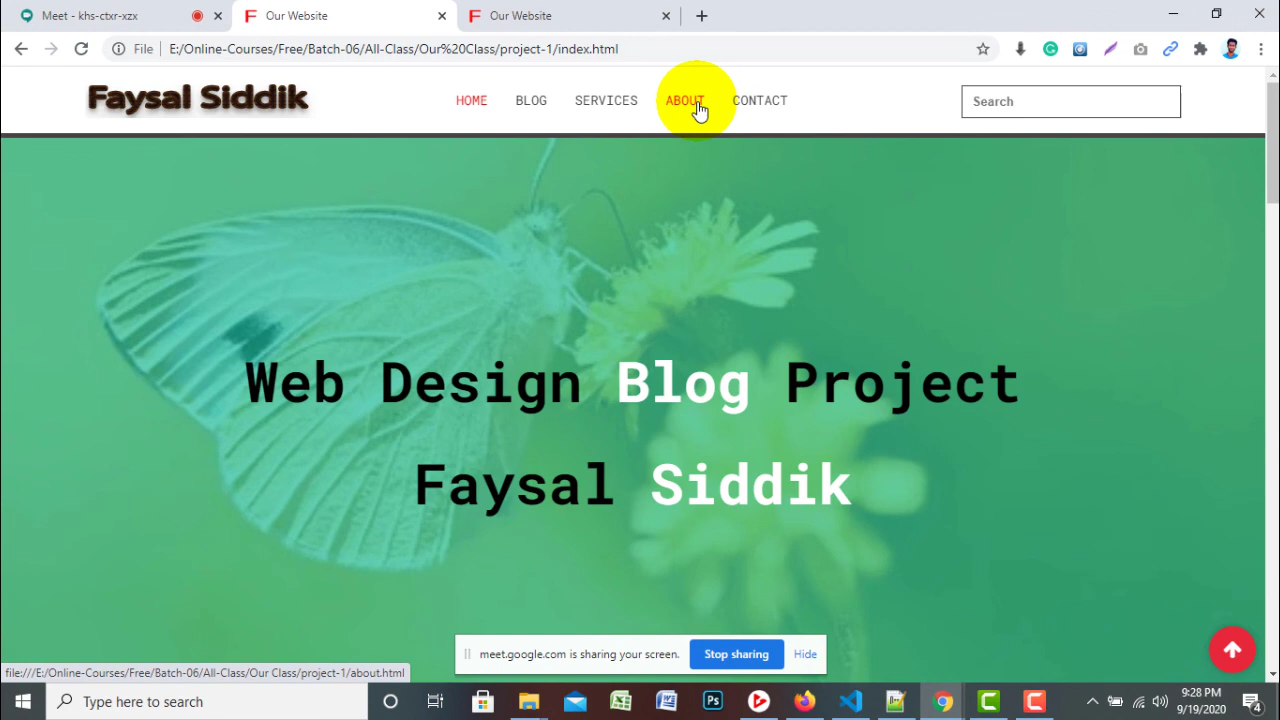 Meet - khs-ctxr-xzx
Our Website
Our Website
File
E:/Online-Courses/Free/Batch-06/All-Class/Our%20Class/project-1/index.html
Faysal Siddik
HOME
BLOG
SERVICES
ABOUT
CONTACT
Search
Web Design Blog Project
Faysal Siddik
meet.google.com is sharing your screen.
Stop sharing
Hide
file:///E:/Online-Courses/Free/Batch-06/All-Class/Our Class/project-1/about.html
Type here to search
Ps
9:28 PM
9/19/2020
4